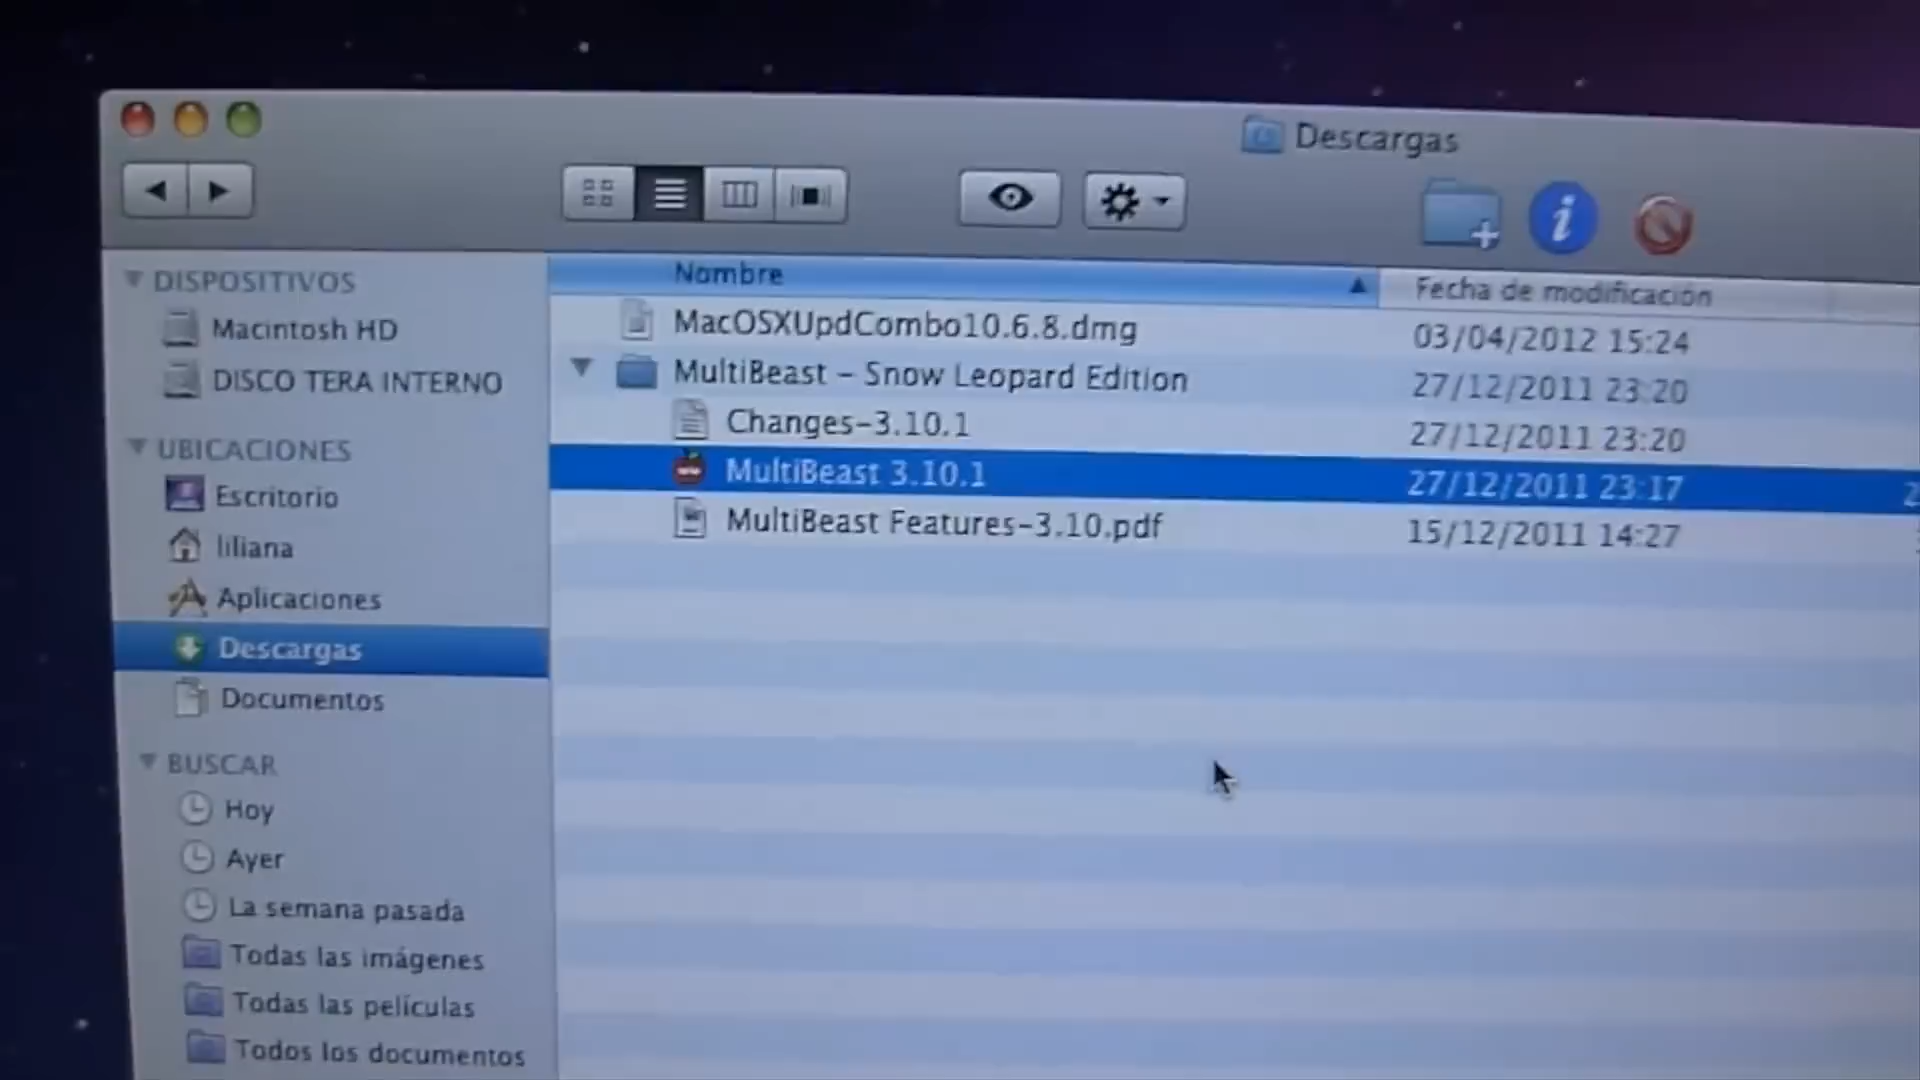 Descargas
Nombre
Fecha de modificación
DISPOSITIVOS
Macintosh HD
DISCO TERA INTERNO
UBICACIONES
Escritorio
liliana
Aplicaciones
Descargas
Documentos
BUSCAR
Hoy
Ayer
La semana pasada
Todas las imágenes
Todas las películas
Todos los documentos
MacOSXUpdCombo10.6.8.dmg 03/04/2012 15:24
MultiBeast – Snow Leopard Edition 27/12/2011 23:20
Changes-3.10.1 27/12/2011 23:20
MultiBeast 3.10.1 27/12/2011 23:17
MultiBeast Features-3.10.pdf 15/12/2011 14:27